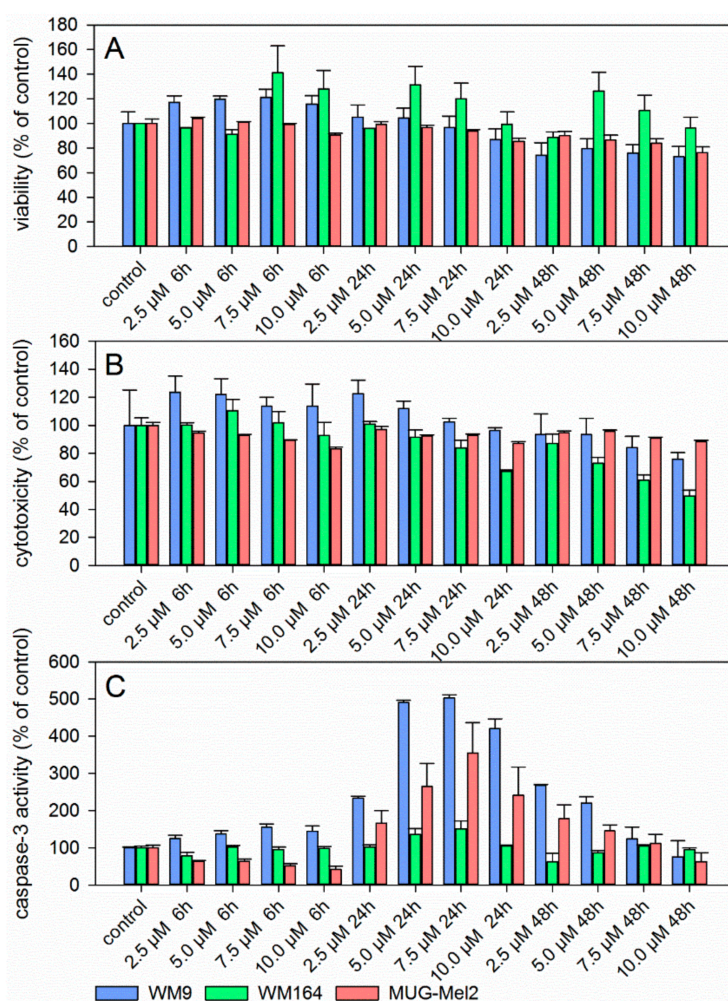 A
viability (% of control)
180
160
140
120
100
80
60
40
20
0
control
2.5 µM  6h
5.0 µM  6h
7.5 µM  6h
10.0 µM  6h
2.5 µM 24h
5.0 µM 24h
7.5 µM 24h
10.0 µM  24h
2.5 µM 48h
5.0 µM 48h
7.5 µM 48h
10.0 µM 48h
B
cytotoxicity (% of control)
160
140
120
100
80
60
40
20
0
control
2.5 µM  6h
5.0 µM  6h
7.5 µM  6h
10.0 µM  6h
2.5 µM 24h
5.0 µM 24h
7.5 µM 24h
10.0 µM  24h
2.5 µM 48h
5.0 µM 48h
7.5 µM 48h
10.0 µM 48h
C
caspase-3 activity (% of control)
600
500
400
300
200
100
0
control
2.5 µM  6h
5.0 µM  6h
7.5 µM  6h
10.0 µM  6h
2.5 µM 24h
5.0 µM 24h
7.5 µM 24h
10.0 µM 24h
2.5 µM 48h
5.0 µM 48h
7.5 µM 48h
10.0 µM 48h
WM9 WM164 MUG-Mel2